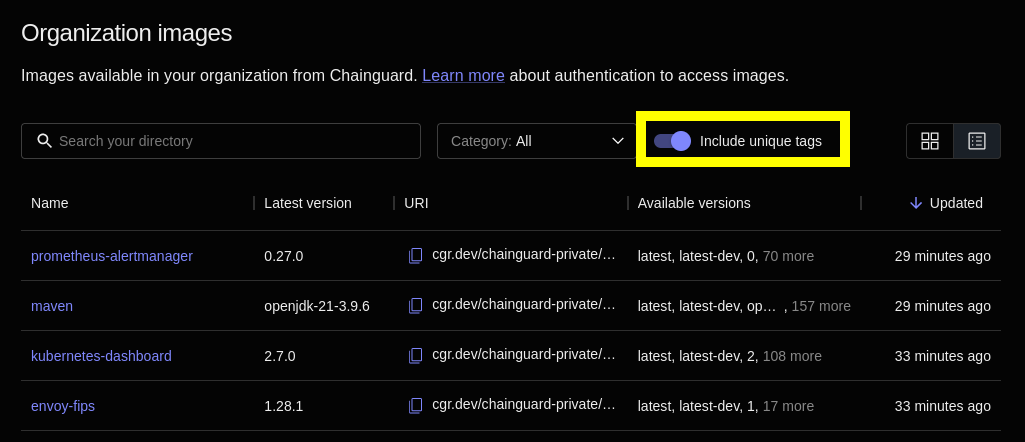 Organization images
Images available in your organization from Chainguard. Learn more about authentication to access images.
Search your directory Category: All Include unique tags
Name Latest version URI Available versions Updated
prometheus-alertmanager 0.27.0 cgr.dev/chainguard-private/… latest, latest-dev, 0, 70 more 29 minutes ago
maven openjdk-21-3.9.6 cgr.dev/chainguard-private/… latest, latest-dev, op… , 157 more 29 minutes ago
kubernetes-dashboard 2.7.0 cgr.dev/chainguard-private/… latest, latest-dev, 2, 108 more 33 minutes ago
envoy-fips 1.28.1 cgr.dev/chainguard-private/… latest, latest-dev, 1, 17 more 33 minutes ago